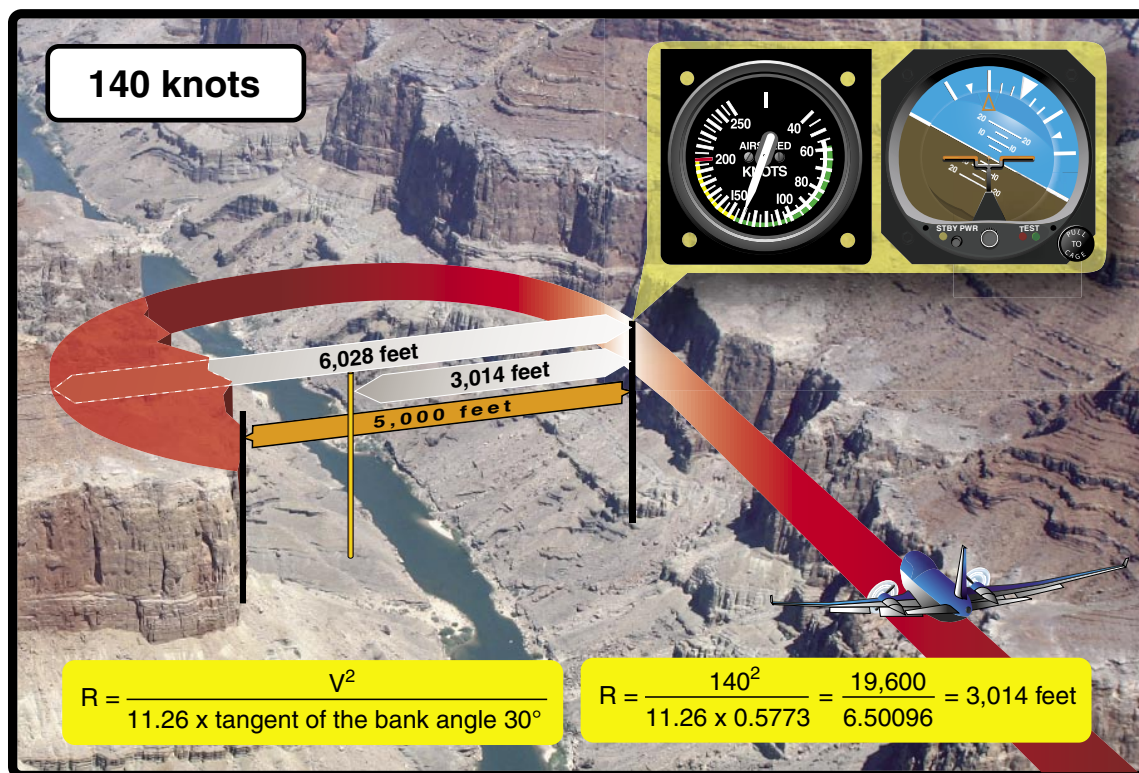 140 knots
250
40
AIRS ED
60
200
KNOTS
80
150
100
20
20
10
10
10
10
20
20
STBY PWR
TEST
PULL
TO
CAGE
6,028 feet
3,014 feet
5,000 feet
R = V² / 11.26 x tangent of the bank angle 30°
R = 140² / 11.26 x 0.5773 = 19,600 / 6.50096 = 3,014 feet